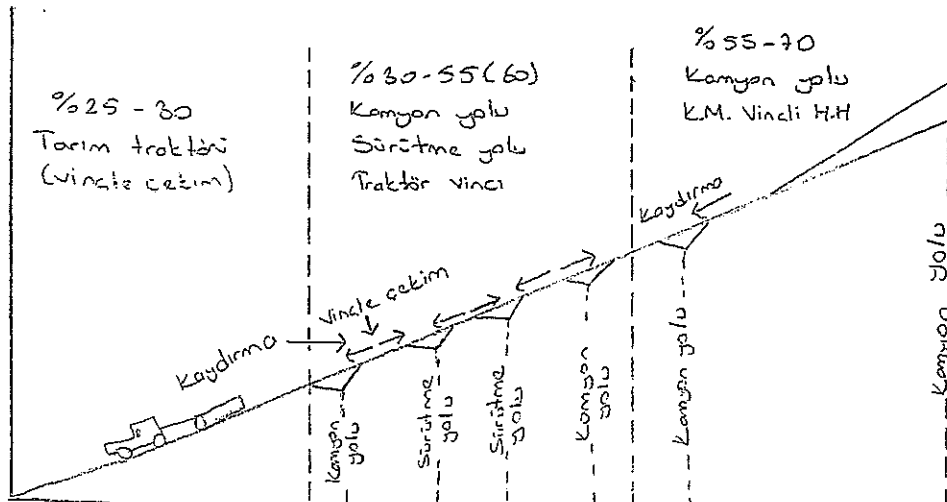 %25-30
Tarım traktörü
(vinçle çekim)
%30-55(60)
Kamyon yolu
Sürütme yolu
Traktör vinci
%55-70
Kamyon yolu
K.M. Vinçli H.H
Kaydırma
Vinçle çekim
Kaydırma
Kamyon
yolu
Sürütme
yolu
Sürütme
yolu
Kamyon
yolu
Kamyon yolu
Kamyon yolu